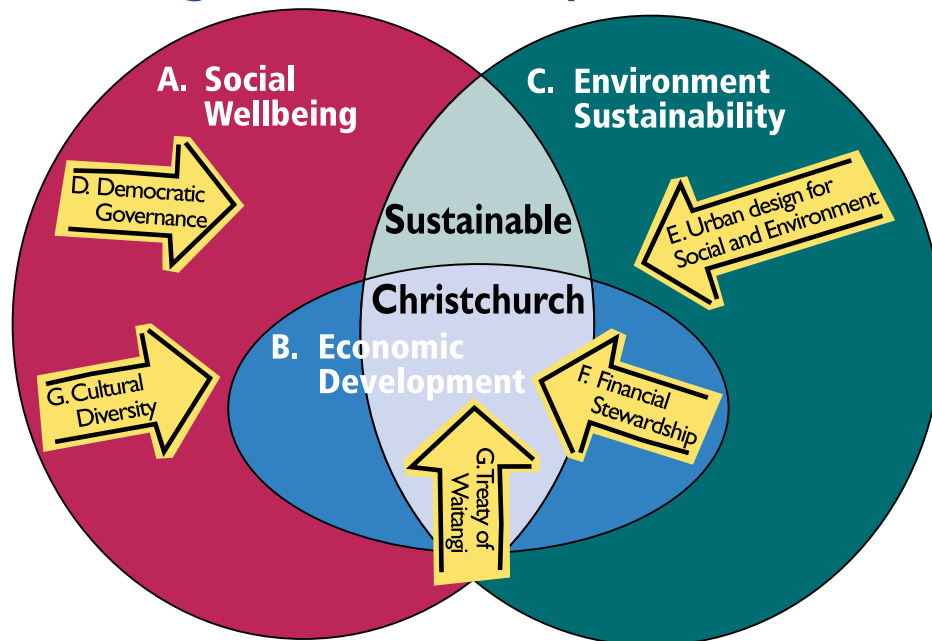 A. Social
Wellbeing
C. Environment
Sustainability
D. Democratic
Governance
E. Urban design for
Social and Environment
Sustainable
Christchurch
B. Economic
Development
G. Cultural
Diversity
F. Financial
Stewardship
G. Treaty of
Waitangi